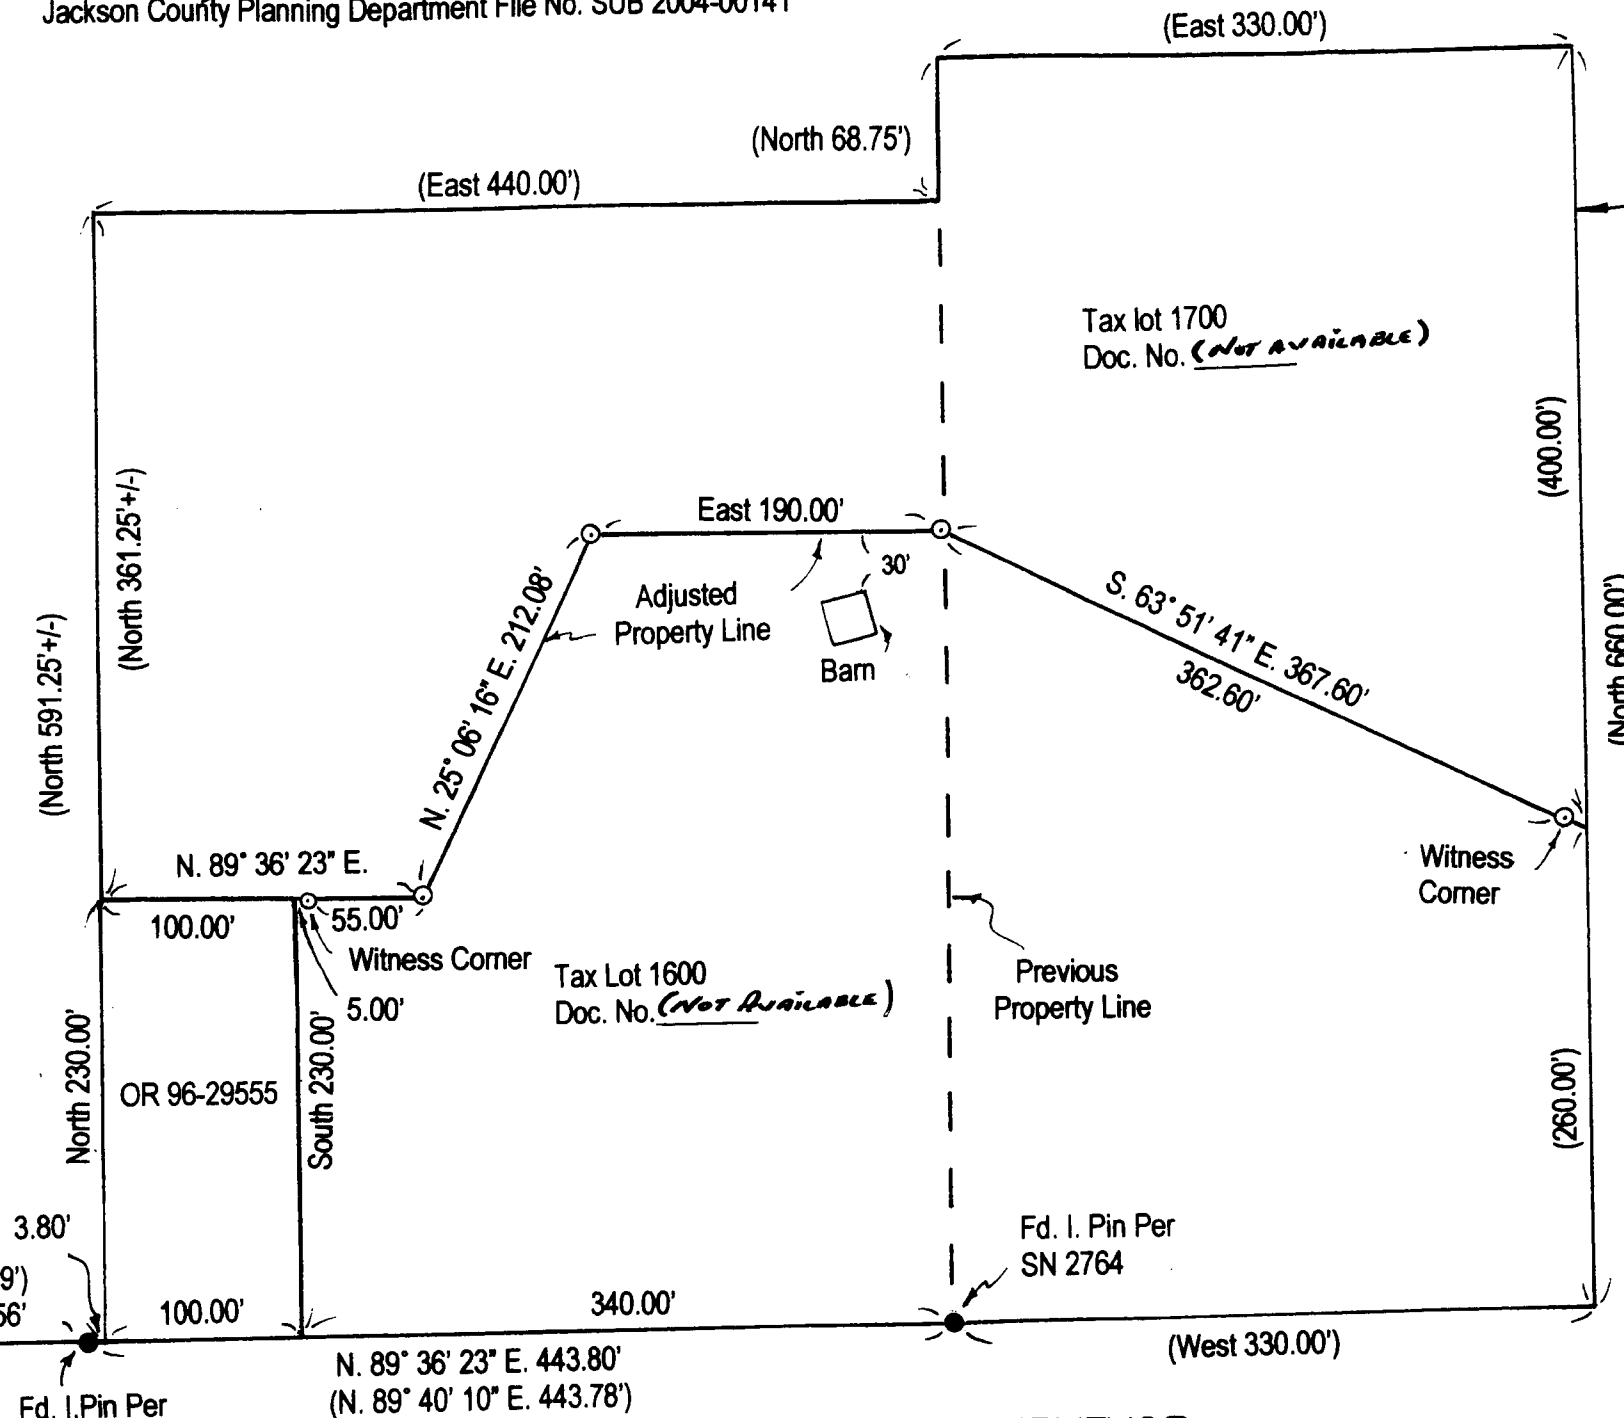 Jackson County Planning Department File No. SUB 2004-00141
(East 330.00')
(North 68.75')
(East 440.00')
Tax lot 1700
Doc. No. (NOT AVAILABLE)
(400.00')
(North 361.25'+/-)
(North 591.25'+/-)
East 190.00'
30'
Adjusted
Property Line
Barn
N. 25° 06' 16" E. 212.08'
S. 63° 51' 41" E. 367.60'
362.60'
(North 660.00')
Witness
Corner
N. 89° 36' 23" E.
100.00'
55.00'
Witness Corner
5.00'
Tax Lot 1600
Doc. No. (NOT AVAILABLE)
Previous
Property Line
North 230.00'
OR 96-29555
South 230.00'
(260.00')
3.80'
9')
56'
100.00'
340.00'
Fd. I. Pin Per
SN 2764
(West 330.00')
N. 89° 36' 23" E. 443.80'
(N. 89° 40' 10" E. 443.78')
Fd. I.Pin Per